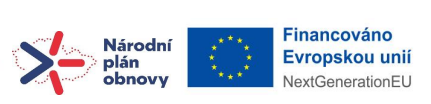 Národní
plán
obnovy
Financováno
Evropskou unií
NextGenerationEU